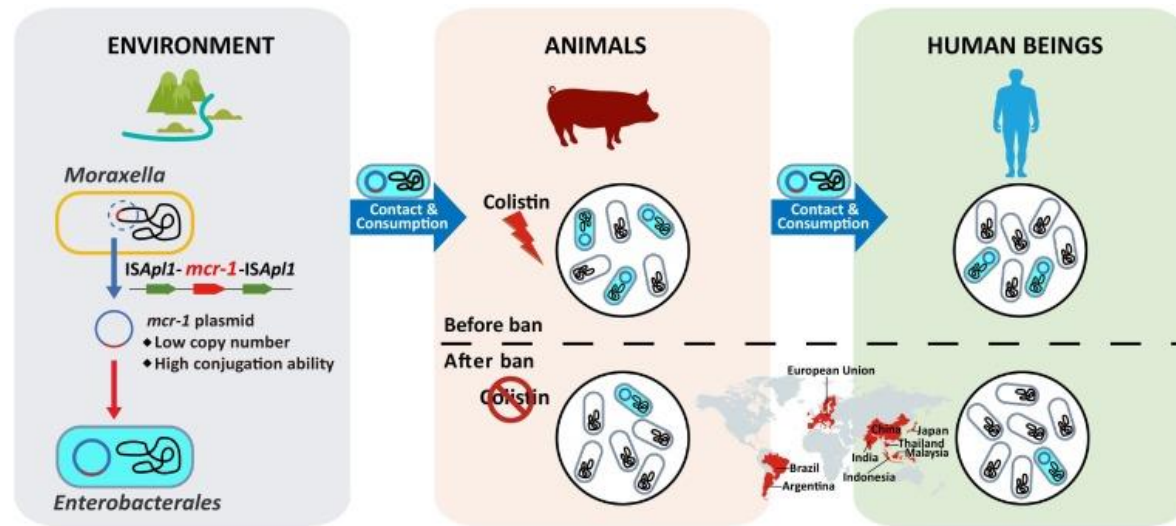 ENVIRONMENT
Moraxella
ISApl1- mcr-1 -ISApl1
mcr-1 plasmid
◆ Low copy number
◆ High conjugation ability
Enterobacterales
Contact &
Consumption
ANIMALS
Colistin
Before ban
After ban
Colistin
Contact &
Consumption
European Union
China
Japan
Thailand
India
Malaysia
Indonesia
Brazil
Argentina
HUMAN BEINGS